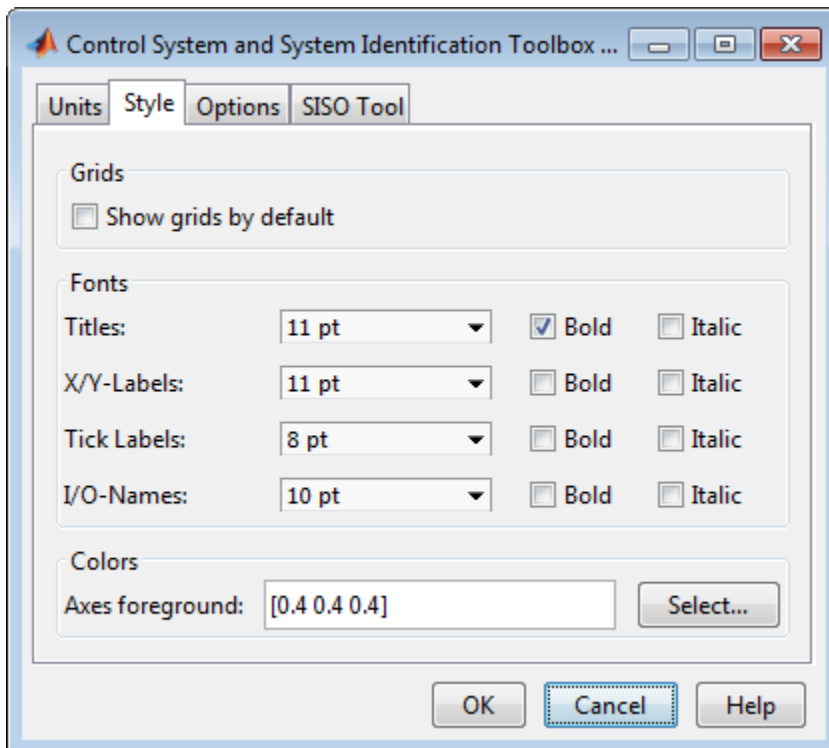 Control System and System Identification Toolbox ...
Units Style Options SISO Tool
Grids
Show grids by default
Fonts
Titles: 11 pt Bold Italic
X/Y-Labels: 11 pt Bold Italic
Tick Labels: 8 pt Bold Italic
I/O-Names: 10 pt Bold Italic
Colors
Axes foreground: [0.4 0.4 0.4] Select...
OK Cancel Help